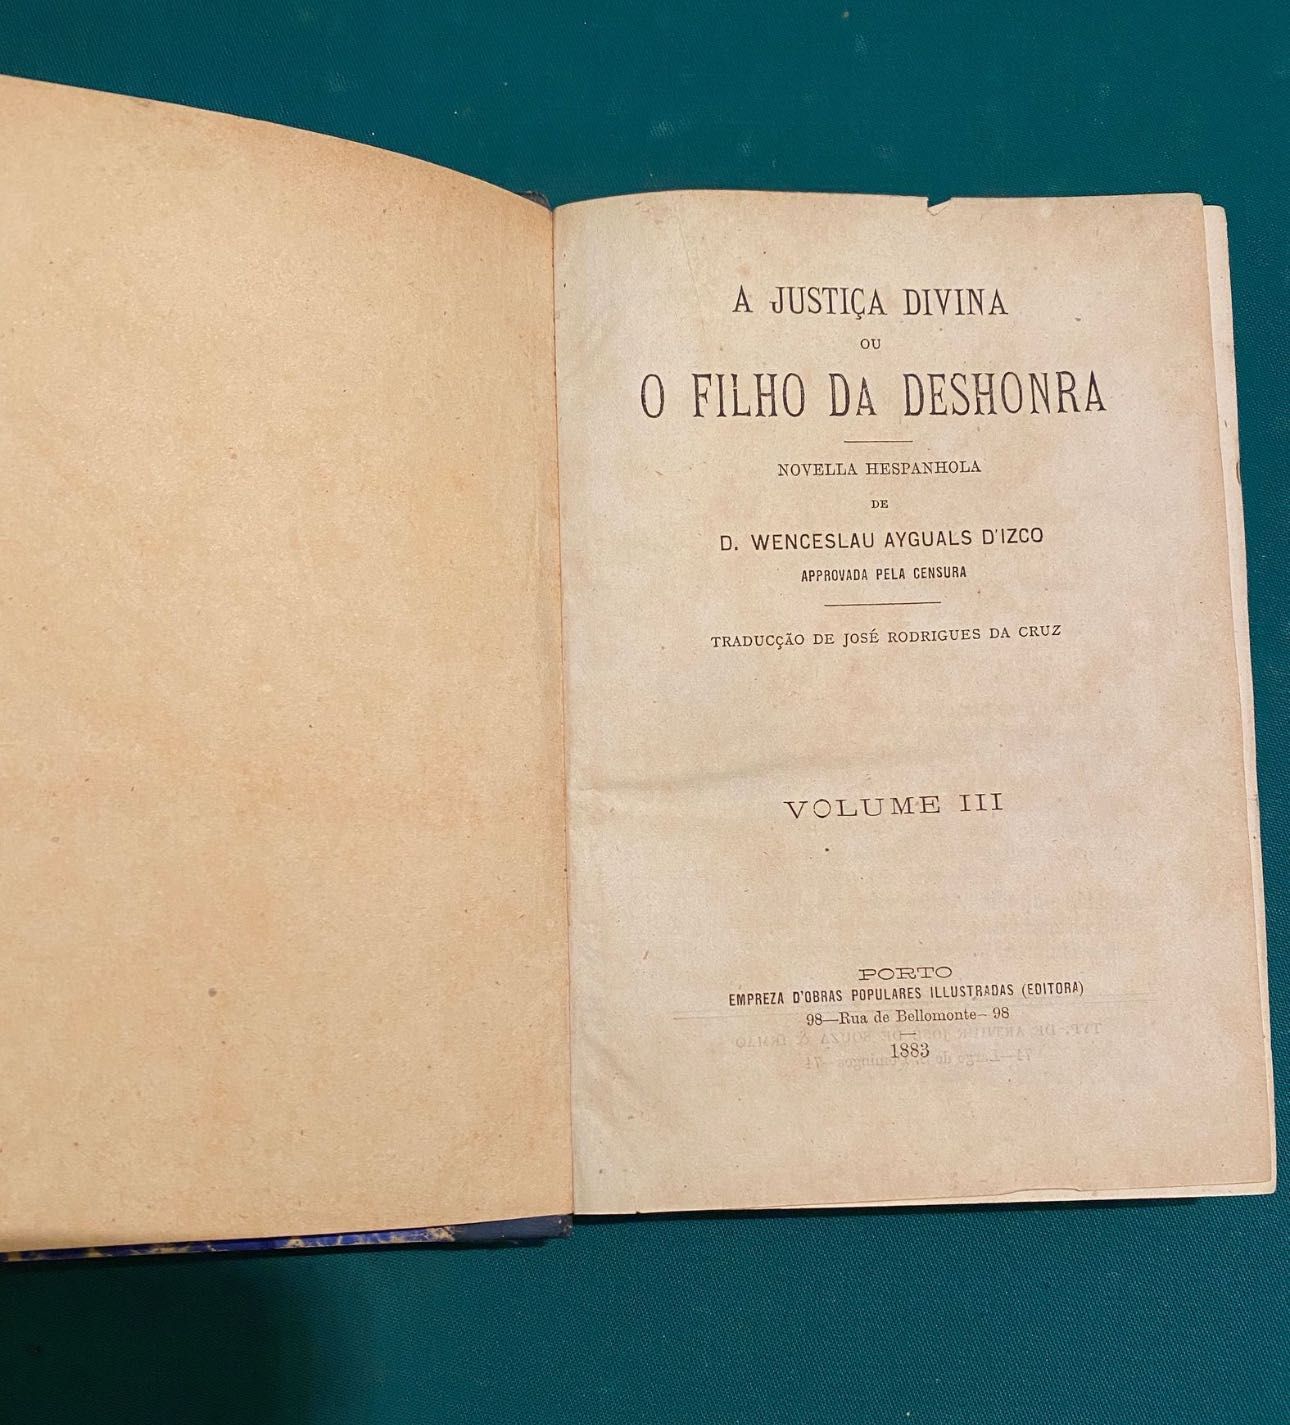 A JUSTIÇA DIVINA
OU
O FILHO DA DESHONRA
NOVELLA HESPANHOLA
DE
D. WENCESLAU AYGUALS D'IZCO
APPROVADA PELA CENSURA
TRADUCÇÃO DE JOSÉ RODRIGUES DA CRUZ
VOLUME III
PORTO
EMPREZA D'OBRAS POPULARES ILLUSTRADAS (EDITORA)
98—Rua de Bellomonte—98
1883